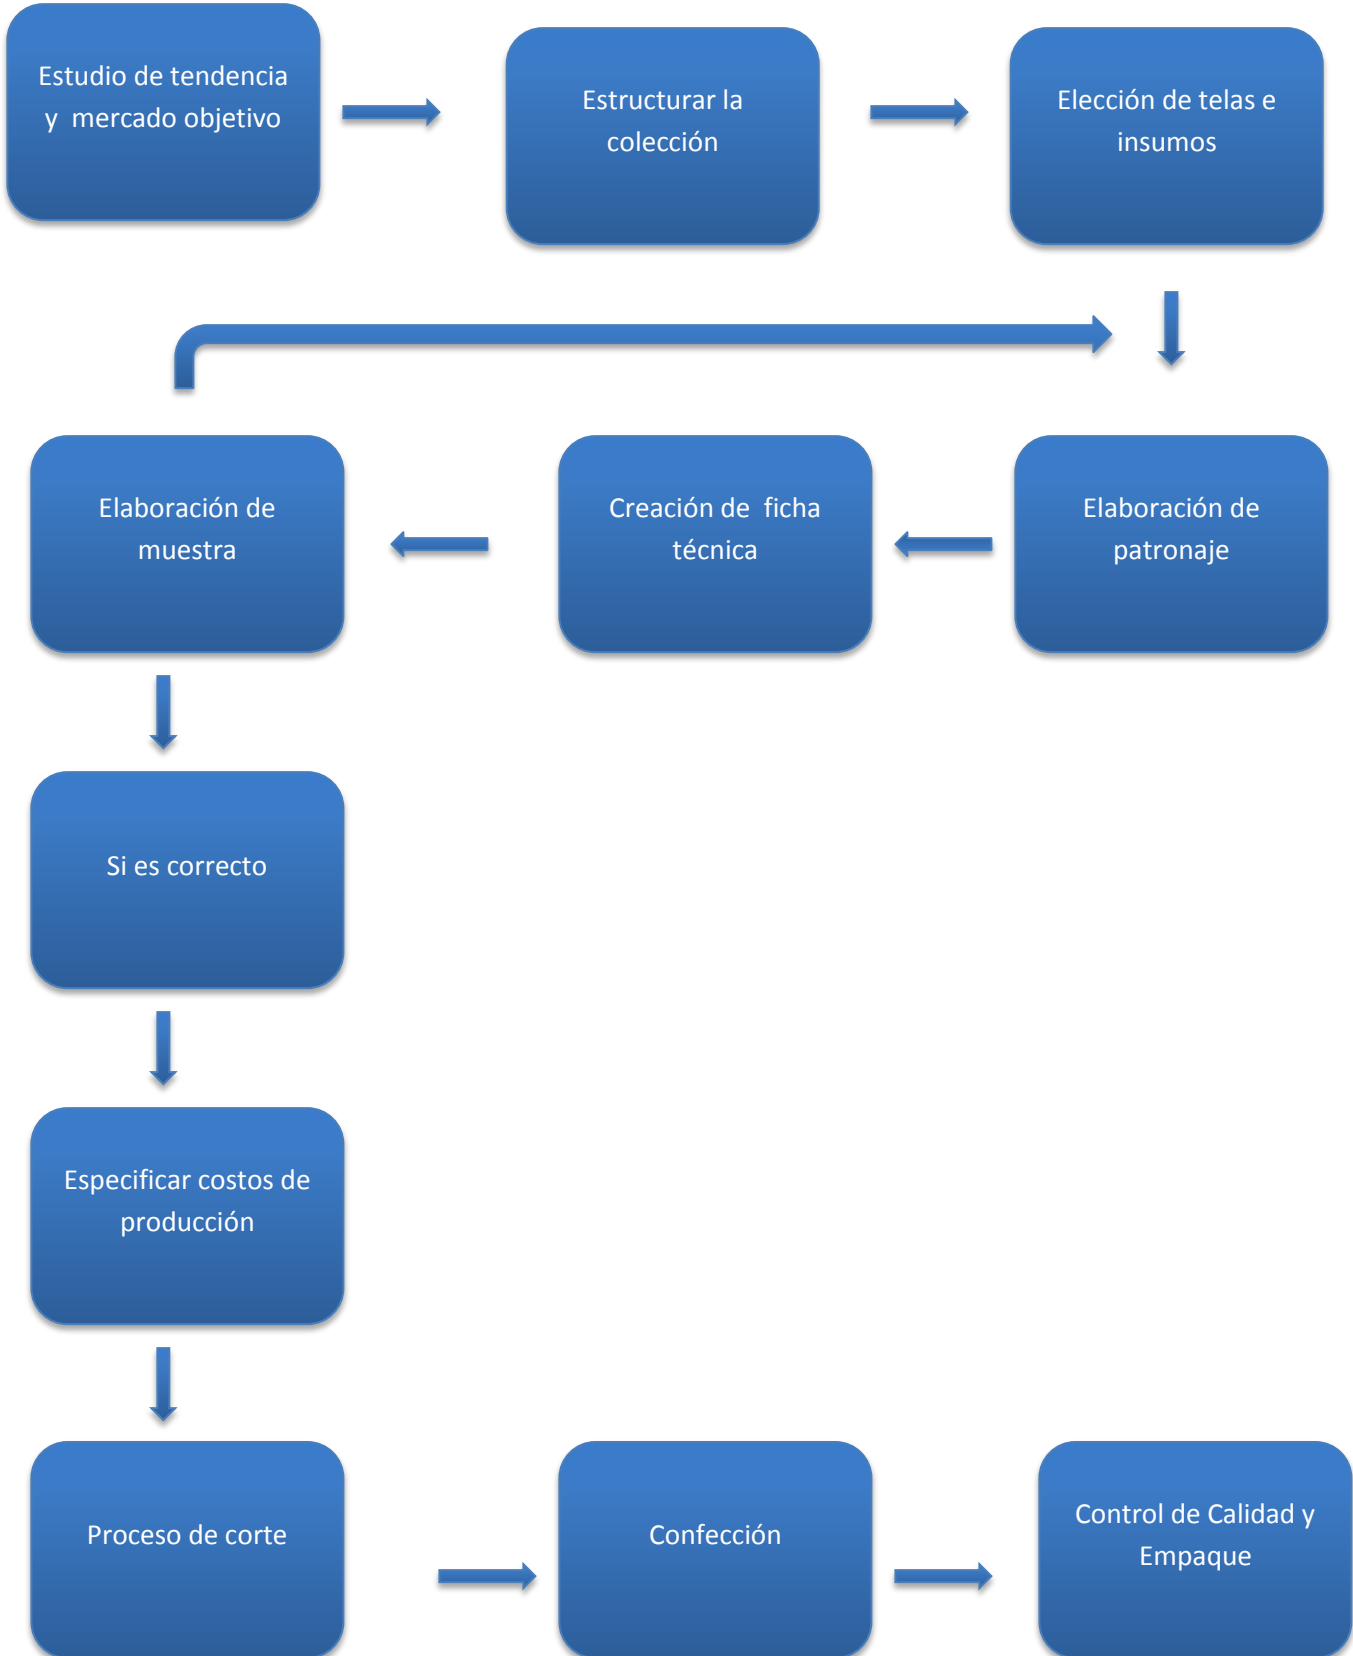 Estudio de tendencia
y mercado objetivo
Estructurar la
colección
Elección de telas e
insumos
Elaboración de
muestra
Creación de ficha
técnica
Elaboración de
patronaje
Si es correcto
Especificar costos de
producción
Proceso de corte
Confección
Control de Calidad y
Empaque